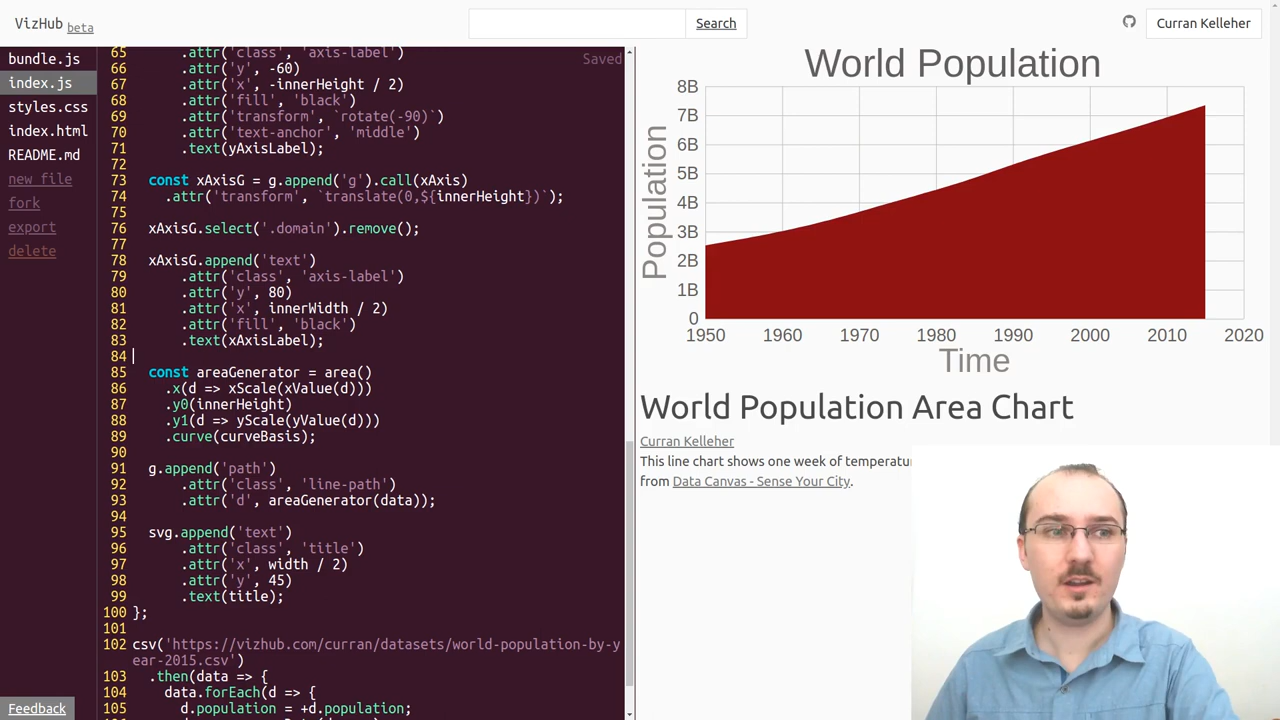 VizHub beta
Search
Curran Kelleher
bundle.js
index.js
styles.css
index.html
README.md
new file
fork
export
delete
Feedback
Saved
65 .attr('class', 'axis-label')
66 .attr('y', -60)
67 .attr('x', -innerHeight / 2)
68 .attr('fill', 'black')
69 .attr('transform', `rotate(-90)`)
70 .attr('text-anchor', 'middle')
71 .text(yAxisLabel);
72
73 const xAxisG = g.append('g').call(xAxis)
74 .attr('transform', `translate(0,${innerHeight})`);
75
76 xAxisG.select('.domain').remove();
77
78 xAxisG.append('text')
79 .attr('class', 'axis-label')
80 .attr('y', 80)
81 .attr('x', innerWidth / 2)
82 .attr('fill', 'black')
83 .text(xAxisLabel);
84
85 const areaGenerator = area()
86 .x(d => xScale(xValue(d)))
87 .y0(innerHeight)
88 .y1(d => yScale(yValue(d)))
89 .curve(curveBasis);
90
91 g.append('path')
92 .attr('class', 'line-path')
93 .attr('d', areaGenerator(data));
94
95 svg.append('text')
96 .attr('class', 'title')
97 .attr('x', width / 2)
98 .attr('y', 45)
99 .text(title);
100 };
101
102 csv('https://vizhub.com/curran/datasets/world-population-by-y
ear-2015.csv')
103 .then(data => {
104 data.forEach(d => {
105 d.population = +d.population;
World Population
Population
8B
7B
6B
5B
4B
3B
2B
1B
0
1950 1960 1970 1980 1990 2000 2010 2020
Time
World Population Area Chart
Curran Kelleher
This line chart shows one week of
from Data Canvas - Sense Your City.